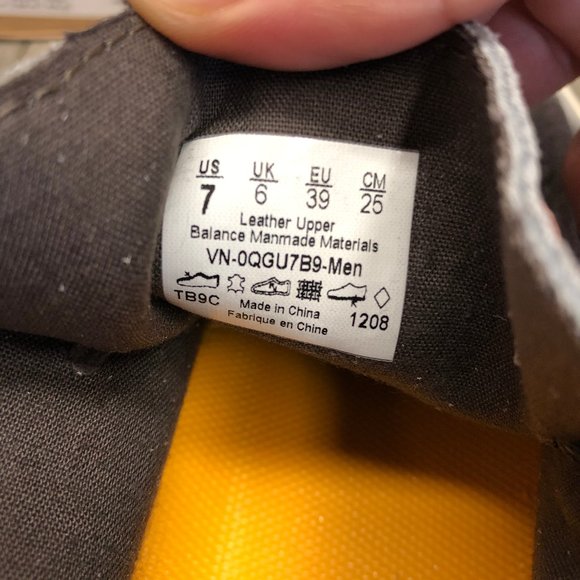 US UK EU CM
7 6 39 25
Leather Upper
Balance Manmade Materials
VN-0QGU7B9-Men
TB9C Made in China
Fabrique en Chine 1208